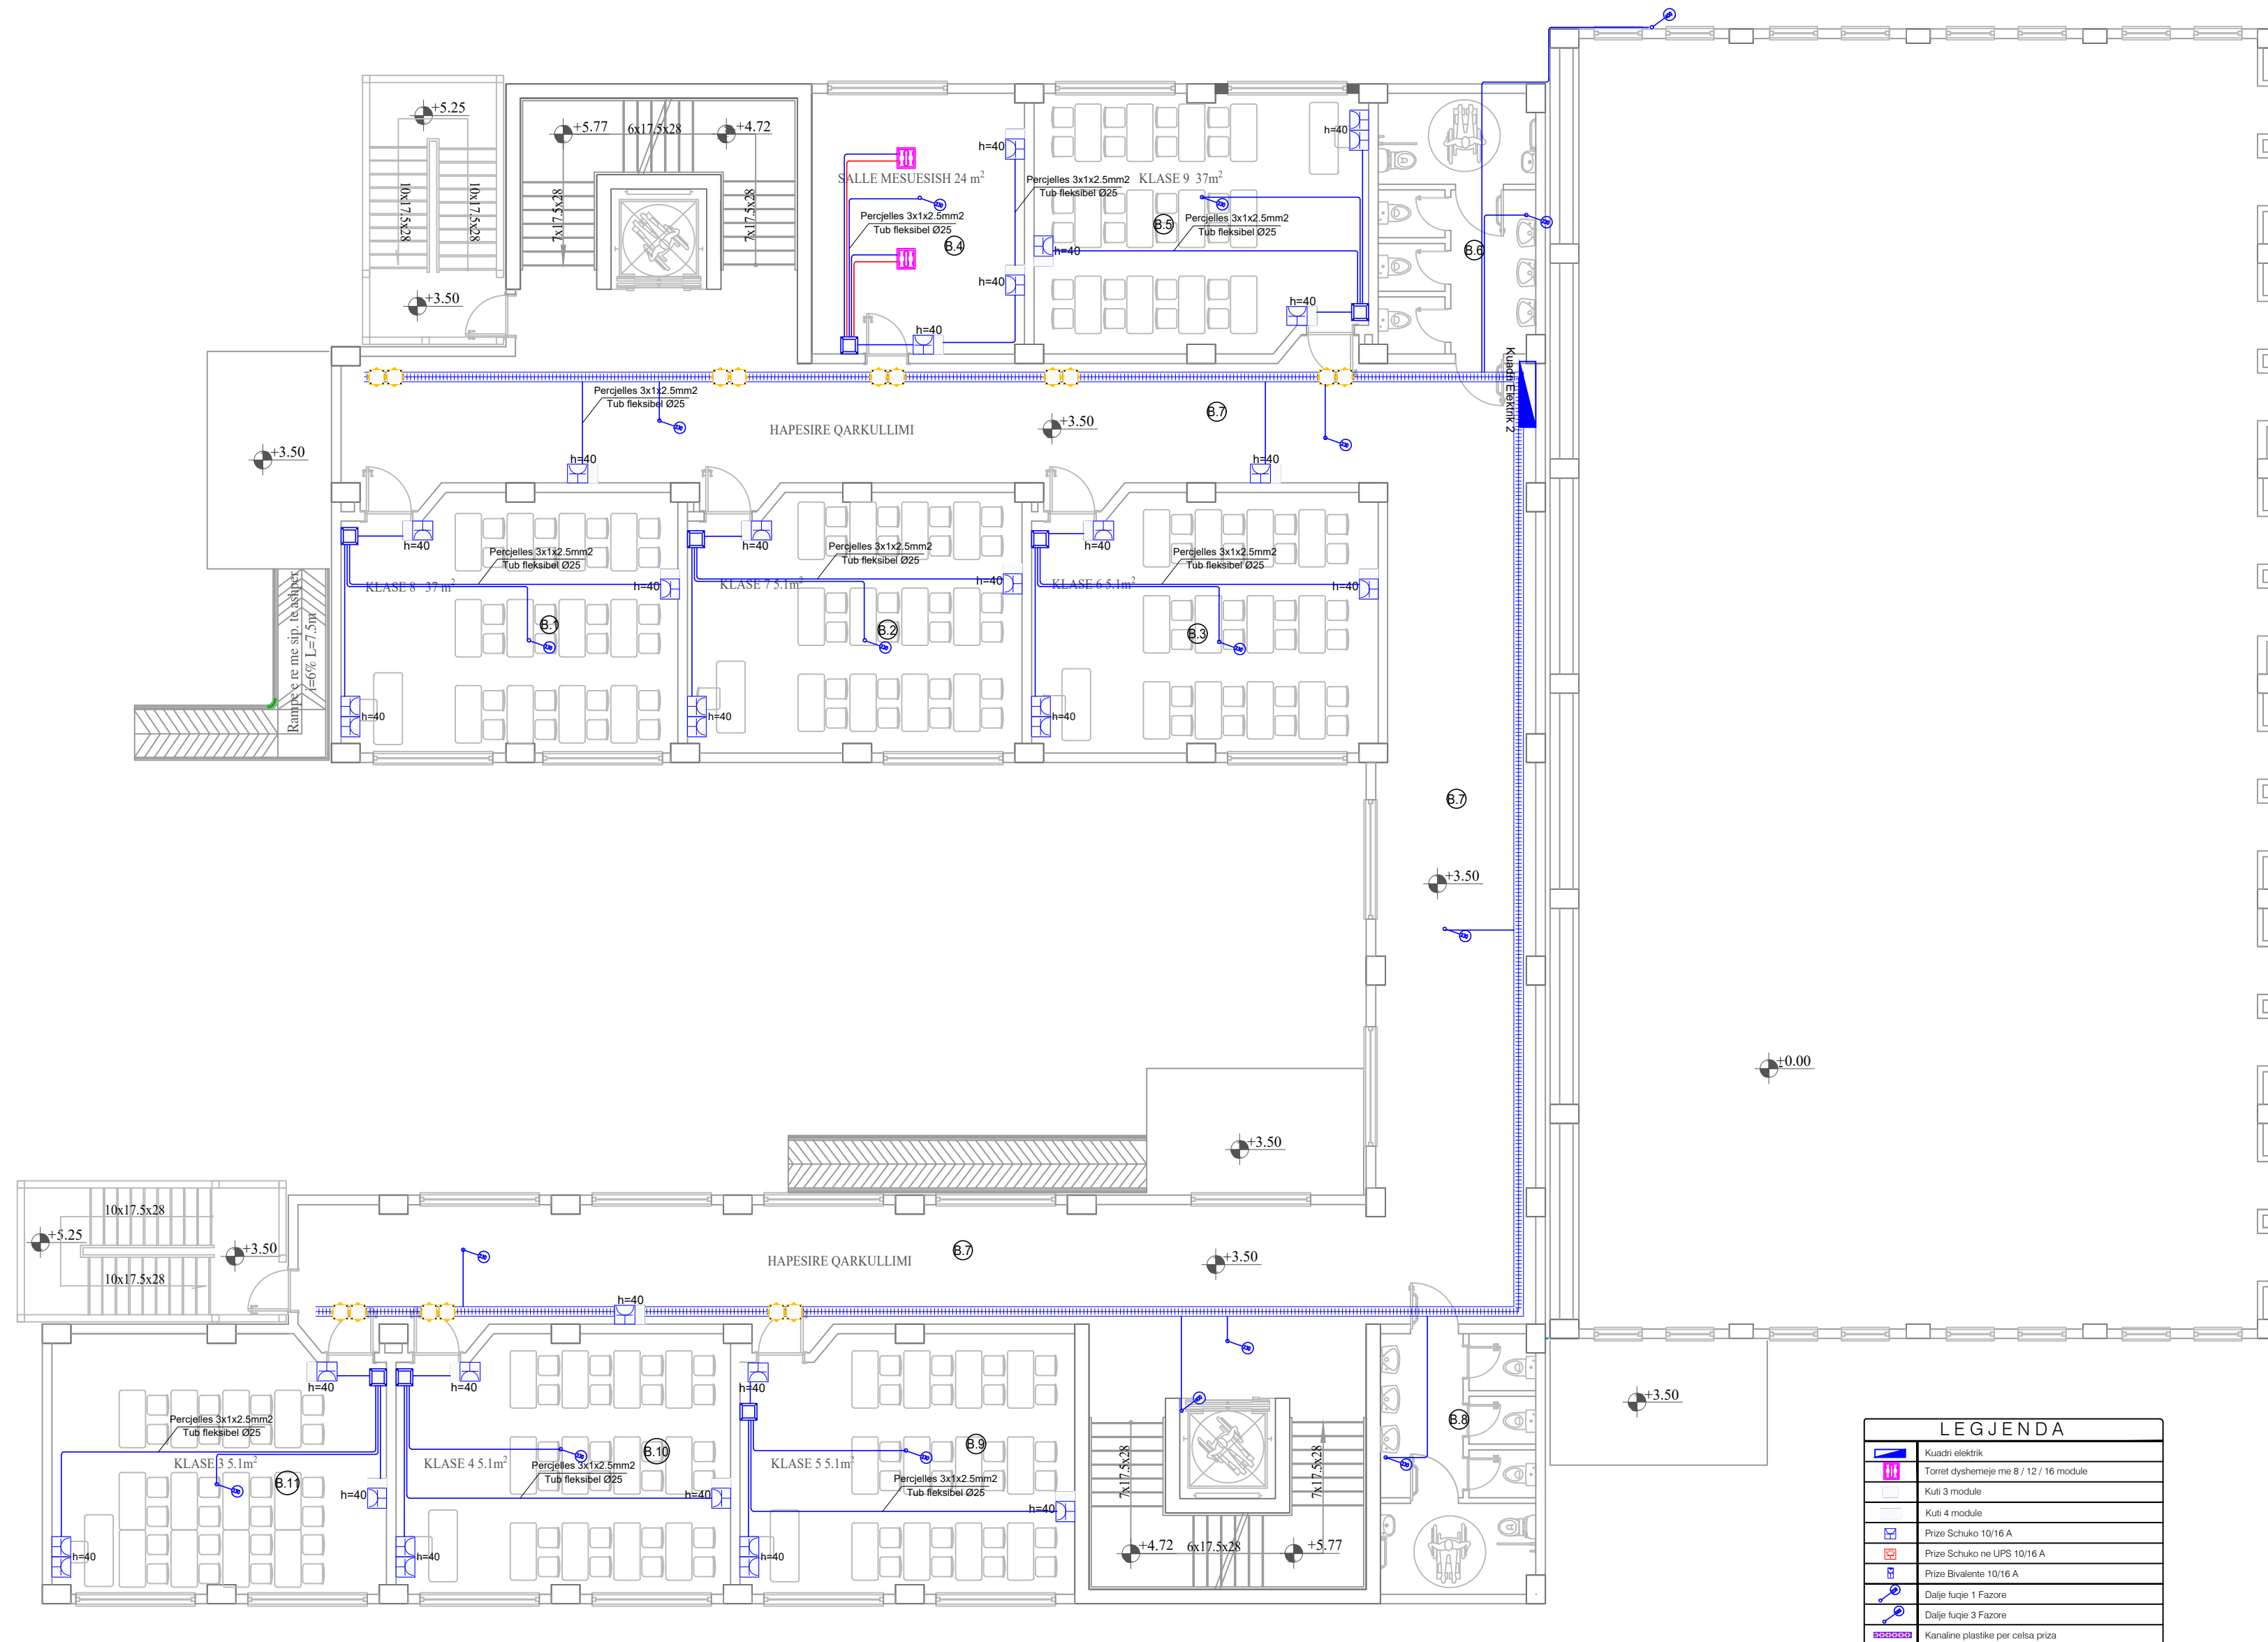 +5.25
+5.77
6x17.5x28
+4.72
10x17.5x28
10x17.5x28
7x17.5x28
7x17.5x28
+3.50
h=40
SALLE MESUESISH 24 m²
Percjelles 3x1x2.5mm2
Tub fleksibel Ø25
B.4
h=40
h=40
Percjelles 3x1x2.5mm2
Tub fleksibel Ø25
KLASE 9 37m²
h=40
B.5
Percjelles 3x1x2.5mm2
Tub fleksibel Ø25
h=40
h=40
B.6
Kuadri Elektrik 2
Percjelles 3x1x2.5mm2
Tub fleksibel Ø25
HAPESIRE QARKULLIMI
+3.50
B.7
+3.50
h=40
h=40
h=40
Percjelles 3x1x2.5mm2
Tub fleksibel Ø25
KLASE 8 37 m²
h=40
B.1
h=40
h=40
Percjelles 3x1x2.5mm2
Tub fleksibel Ø25
KLASE 7 5.1m²
h=40
B.2
h=40
h=40
Percjelles 3x1x2.5mm2
Tub fleksibel Ø25
KLASE 6 5.1m²
h=40
B.3
h=40
Rampe e re me sip. te ashper
i=6% L=7.5m
B.7
+3.50
+0.00
+3.50
10x17.5x28
+5.25
+3.50
10x17.5x28
HAPESIRE QARKULLIMI
B.7
+3.50
h=40
h=40
Percjelles 3x1x2.5mm2
Tub fleksibel Ø25
KLASE 3 5.1m²
B.11
h=40
h=40
h=40
KLASE 4 5.1m²
B.10
Percjelles 3x1x2.5mm2
Tub fleksibel Ø25
h=40
h=40
h=40
KLASE 5 5.1m²
B.9
Percjelles 3x1x2.5mm2
Tub fleksibel Ø25
h=40
h=40
7x17.5x28
7x17.5x28
+4.72
6x17.5x28
+5.77
B.8
+3.50
LEGJENDA
Kuadri elektrik
Torret dyshemeje me 8 / 12 / 16 module
Kuti 3 module
Kuti 4 module
Prize Schuko 10/16 A
Prize Schuko ne UPS 10/16 A
Prize Bivalente 10/16 A
Dalje fuqie 1 Fazore
Dalje fuqie 3 Fazore
Kanaline plastike per celsa priza